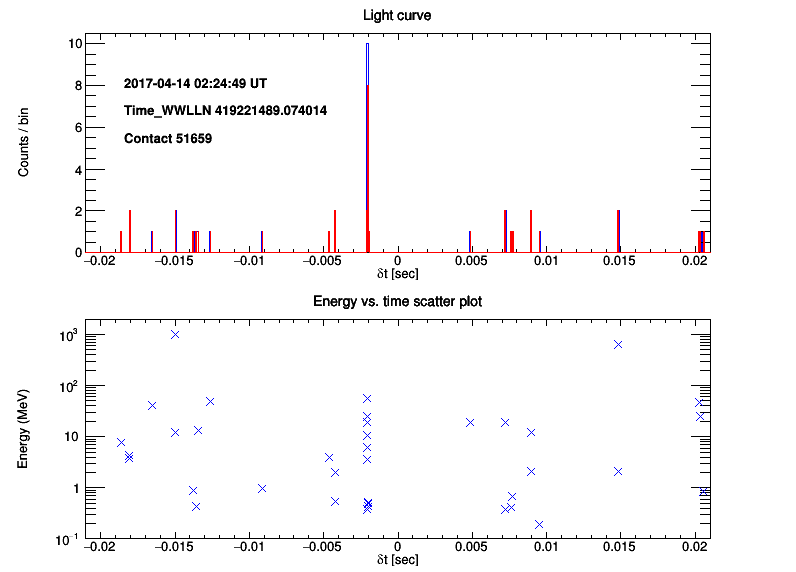 Light curve
Counts / bin
10
8
6
4
2
0
2017-04-14 02:24:49 UT
Time_WWLLN 419221489.074014
Contact 51659
−0.02 −0.015 −0.01 −0.005 0 0.005 0.01 0.015 0.02
δt [sec]
Energy vs. time scatter plot
Energy (MeV)
10³
10²
10
1
10⁻¹
−0.02 −0.015 −0.01 −0.005 0 0.005 0.01 0.015 0.02
δt [sec]